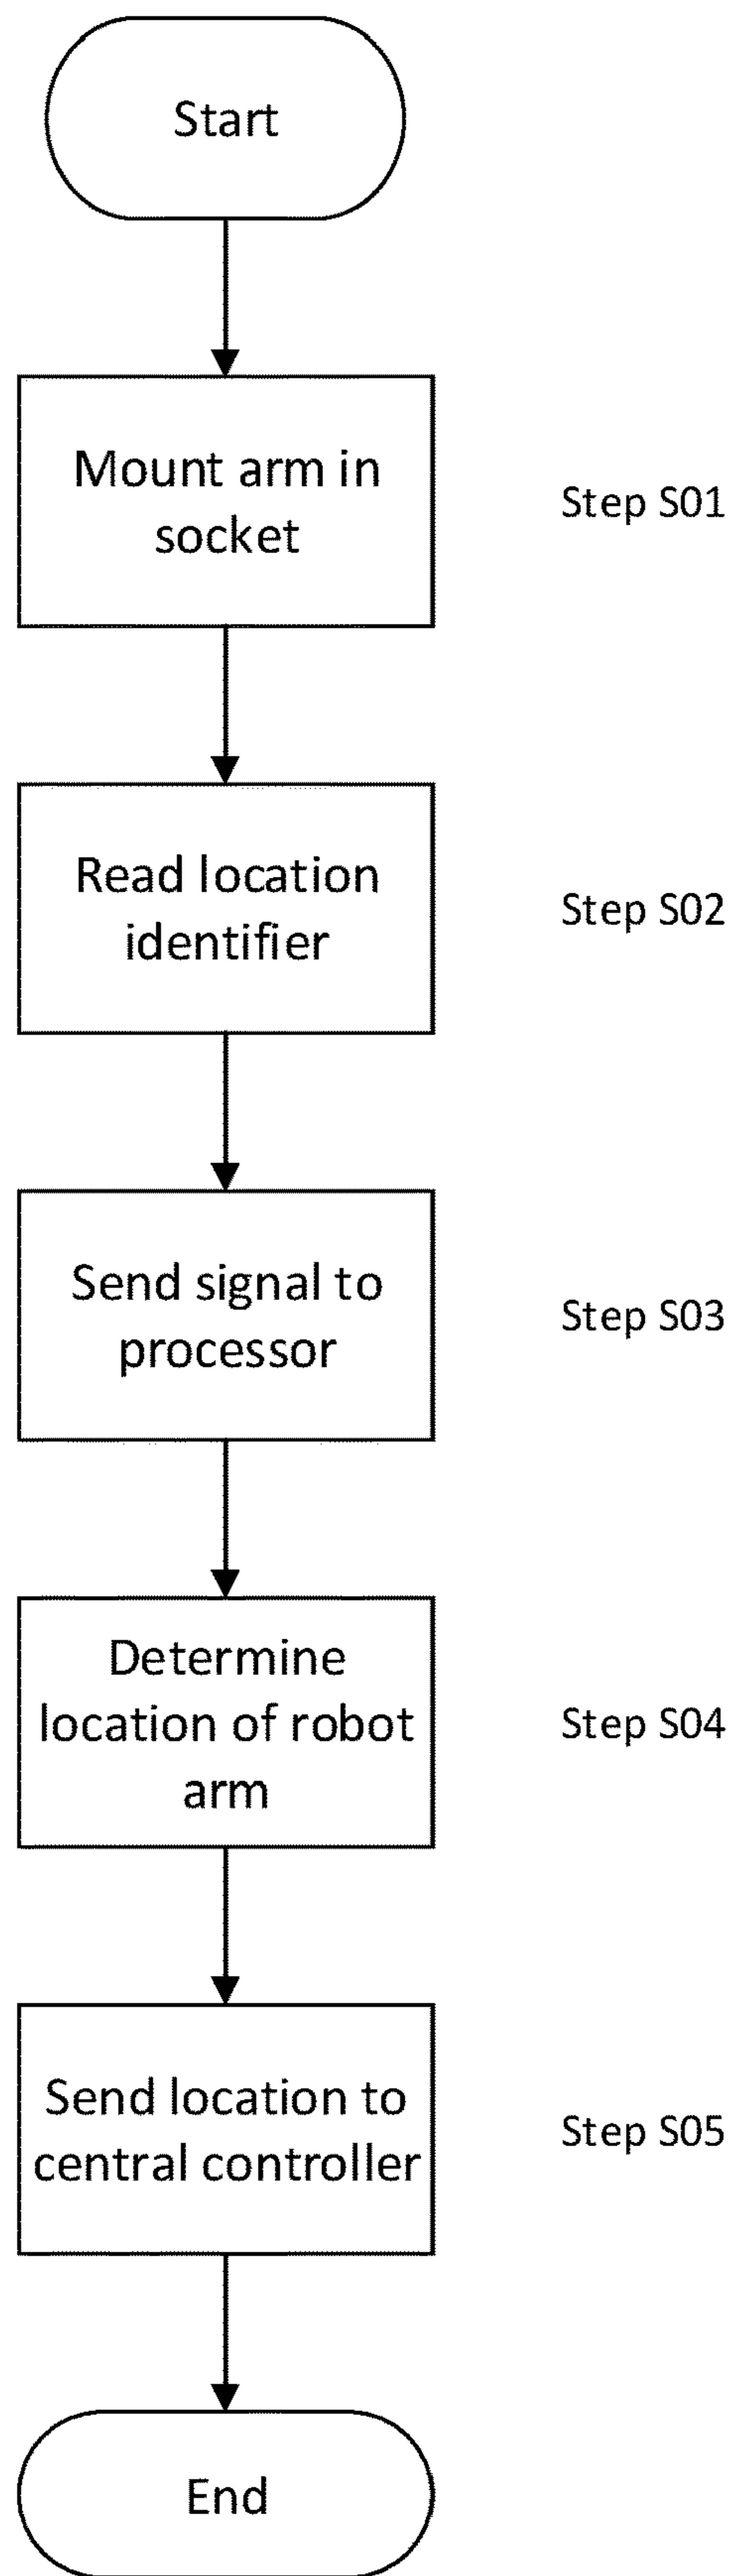 Start
Mount arm in
socket
Step S01
Read location
identifier
Step S02
Send signal to
processor
Step S03
Determine
location of robot
arm
Step S04
Send location to
central controller
Step S05
End